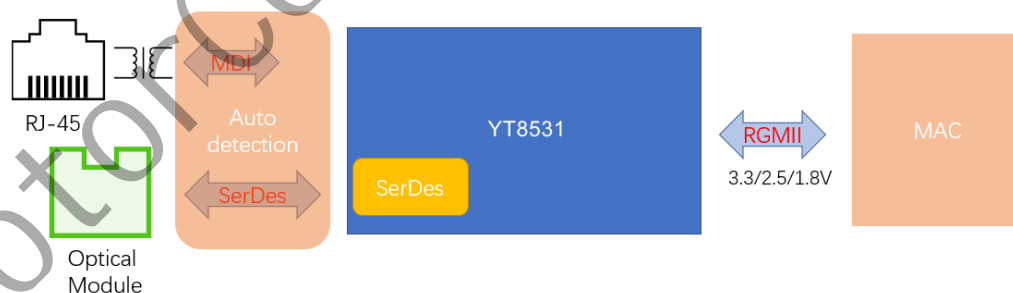 MDI
RJ-45
Auto
detection
YT8531
RGMII
MAC
3.3/2.5/1.8V
SerDes
SerDes
Optical
Module